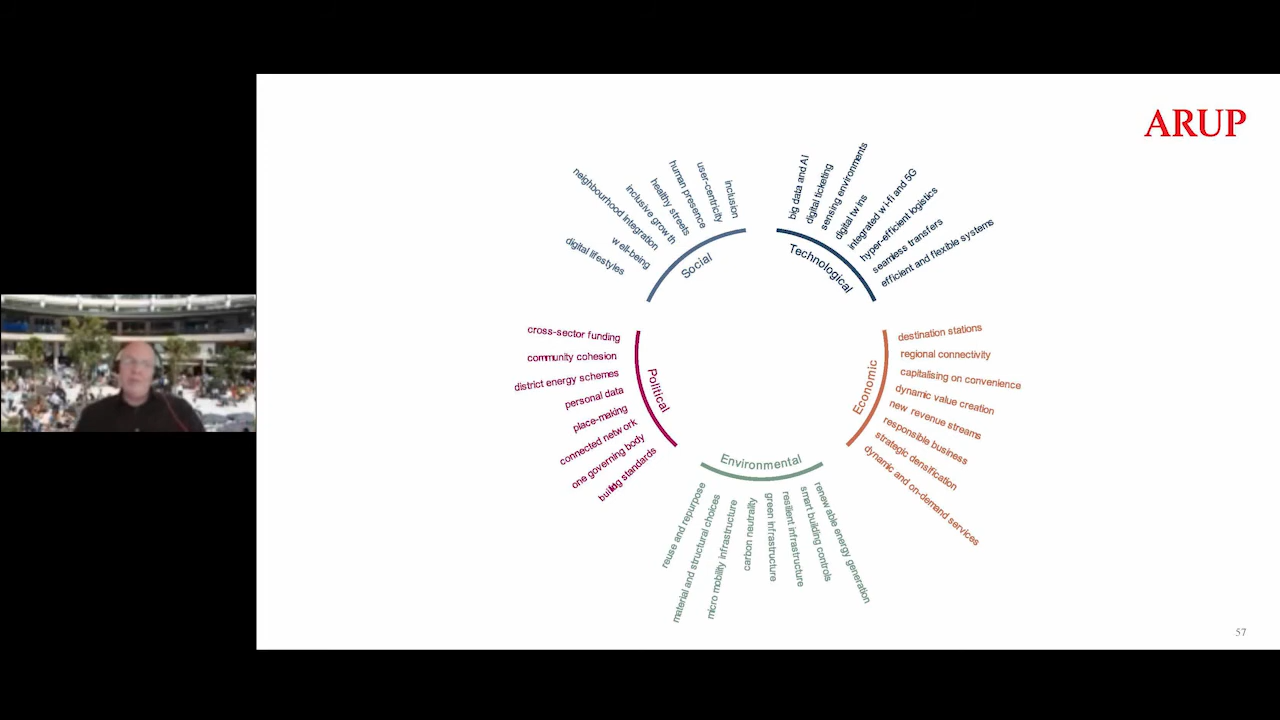 ARUP
Social
digital lifestyles
well-being
neighbourhood integration
inclusive growth
healthy streets
human presence
user-centricity
inclusion
Technological
big data and AI
digital ticketing
sensing environments
digital twins
integrated wi-fi and 5G
hyper-efficient logistics
seamless transfers
efficient and flexible systems
Economic
destination stations
regional connectivity
capitalising on convenience
dynamic value creation
new revenue streams
responsible business
strategic densification
dynamic and on-demand services
Environmental
renewable energy generation
smart building controls
resilient infrastructure
green infrastructure
carbon neutrality
micro mobility infrastructure
material and structural choices
reuse and repurpose
Political
cross-sector funding
community cohesion
district energy schemes
personal data
place-making
connected network
one governing body
building standards
57